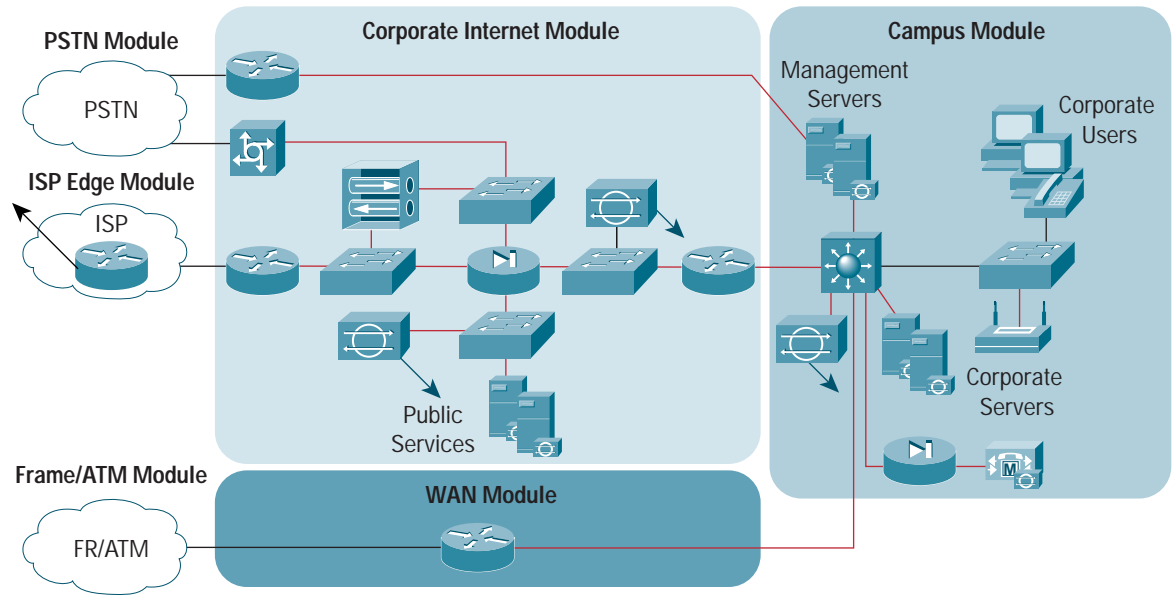 PSTN Module
Corporate Internet Module
Campus Module
PSTN
Management
Servers
Corporate
Users
ISP Edge Module
ISP
Public
Services
Corporate
Servers
M
Frame/ATM Module
WAN Module
FR/ATM